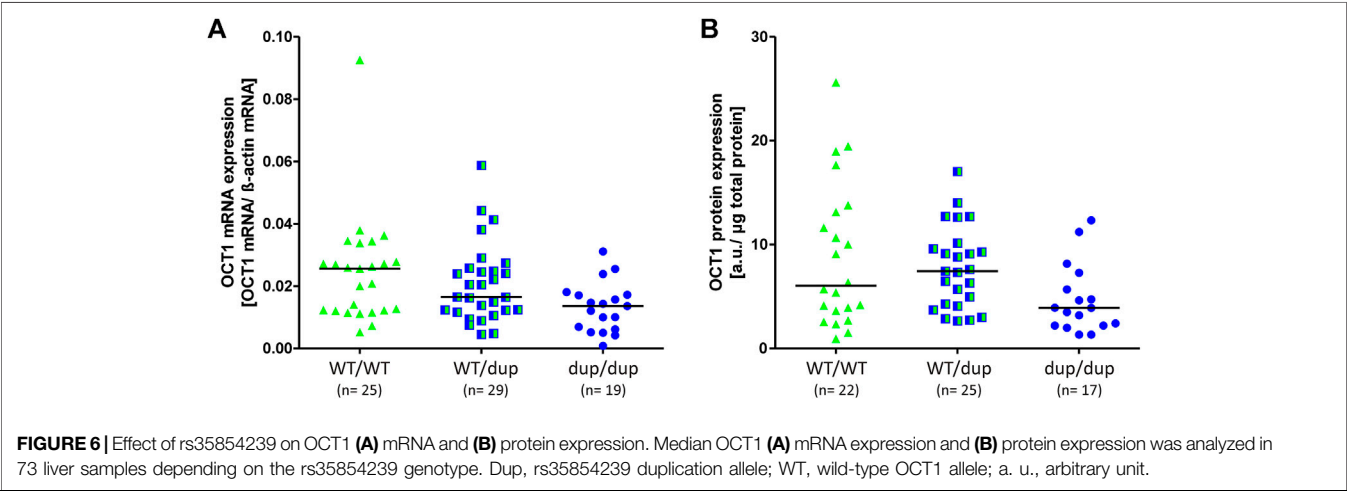 A
OCT1 mRNA expression
[OCT1 mRNA/ ß-actin mRNA]
0.10
0.08
0.06
0.04
0.02
0.00
WT/WT
(n= 25)
WT/dup
(n= 29)
dup/dup
(n= 19)
B
OCT1 protein expression
[a.u./ µg total protein]
30
20
10
0
WT/WT
(n= 22)
WT/dup
(n= 25)
dup/dup
(n= 17)
FIGURE 6 | Effect of rs35854239 on OCT1 (A) mRNA and (B) protein expression. Median OCT1 (A) mRNA expression and (B) protein expression was analyzed in
73 liver samples depending on the rs35854239 genotype. Dup, rs35854239 duplication allele; WT, wild-type OCT1 allele; a. u., arbitrary unit.